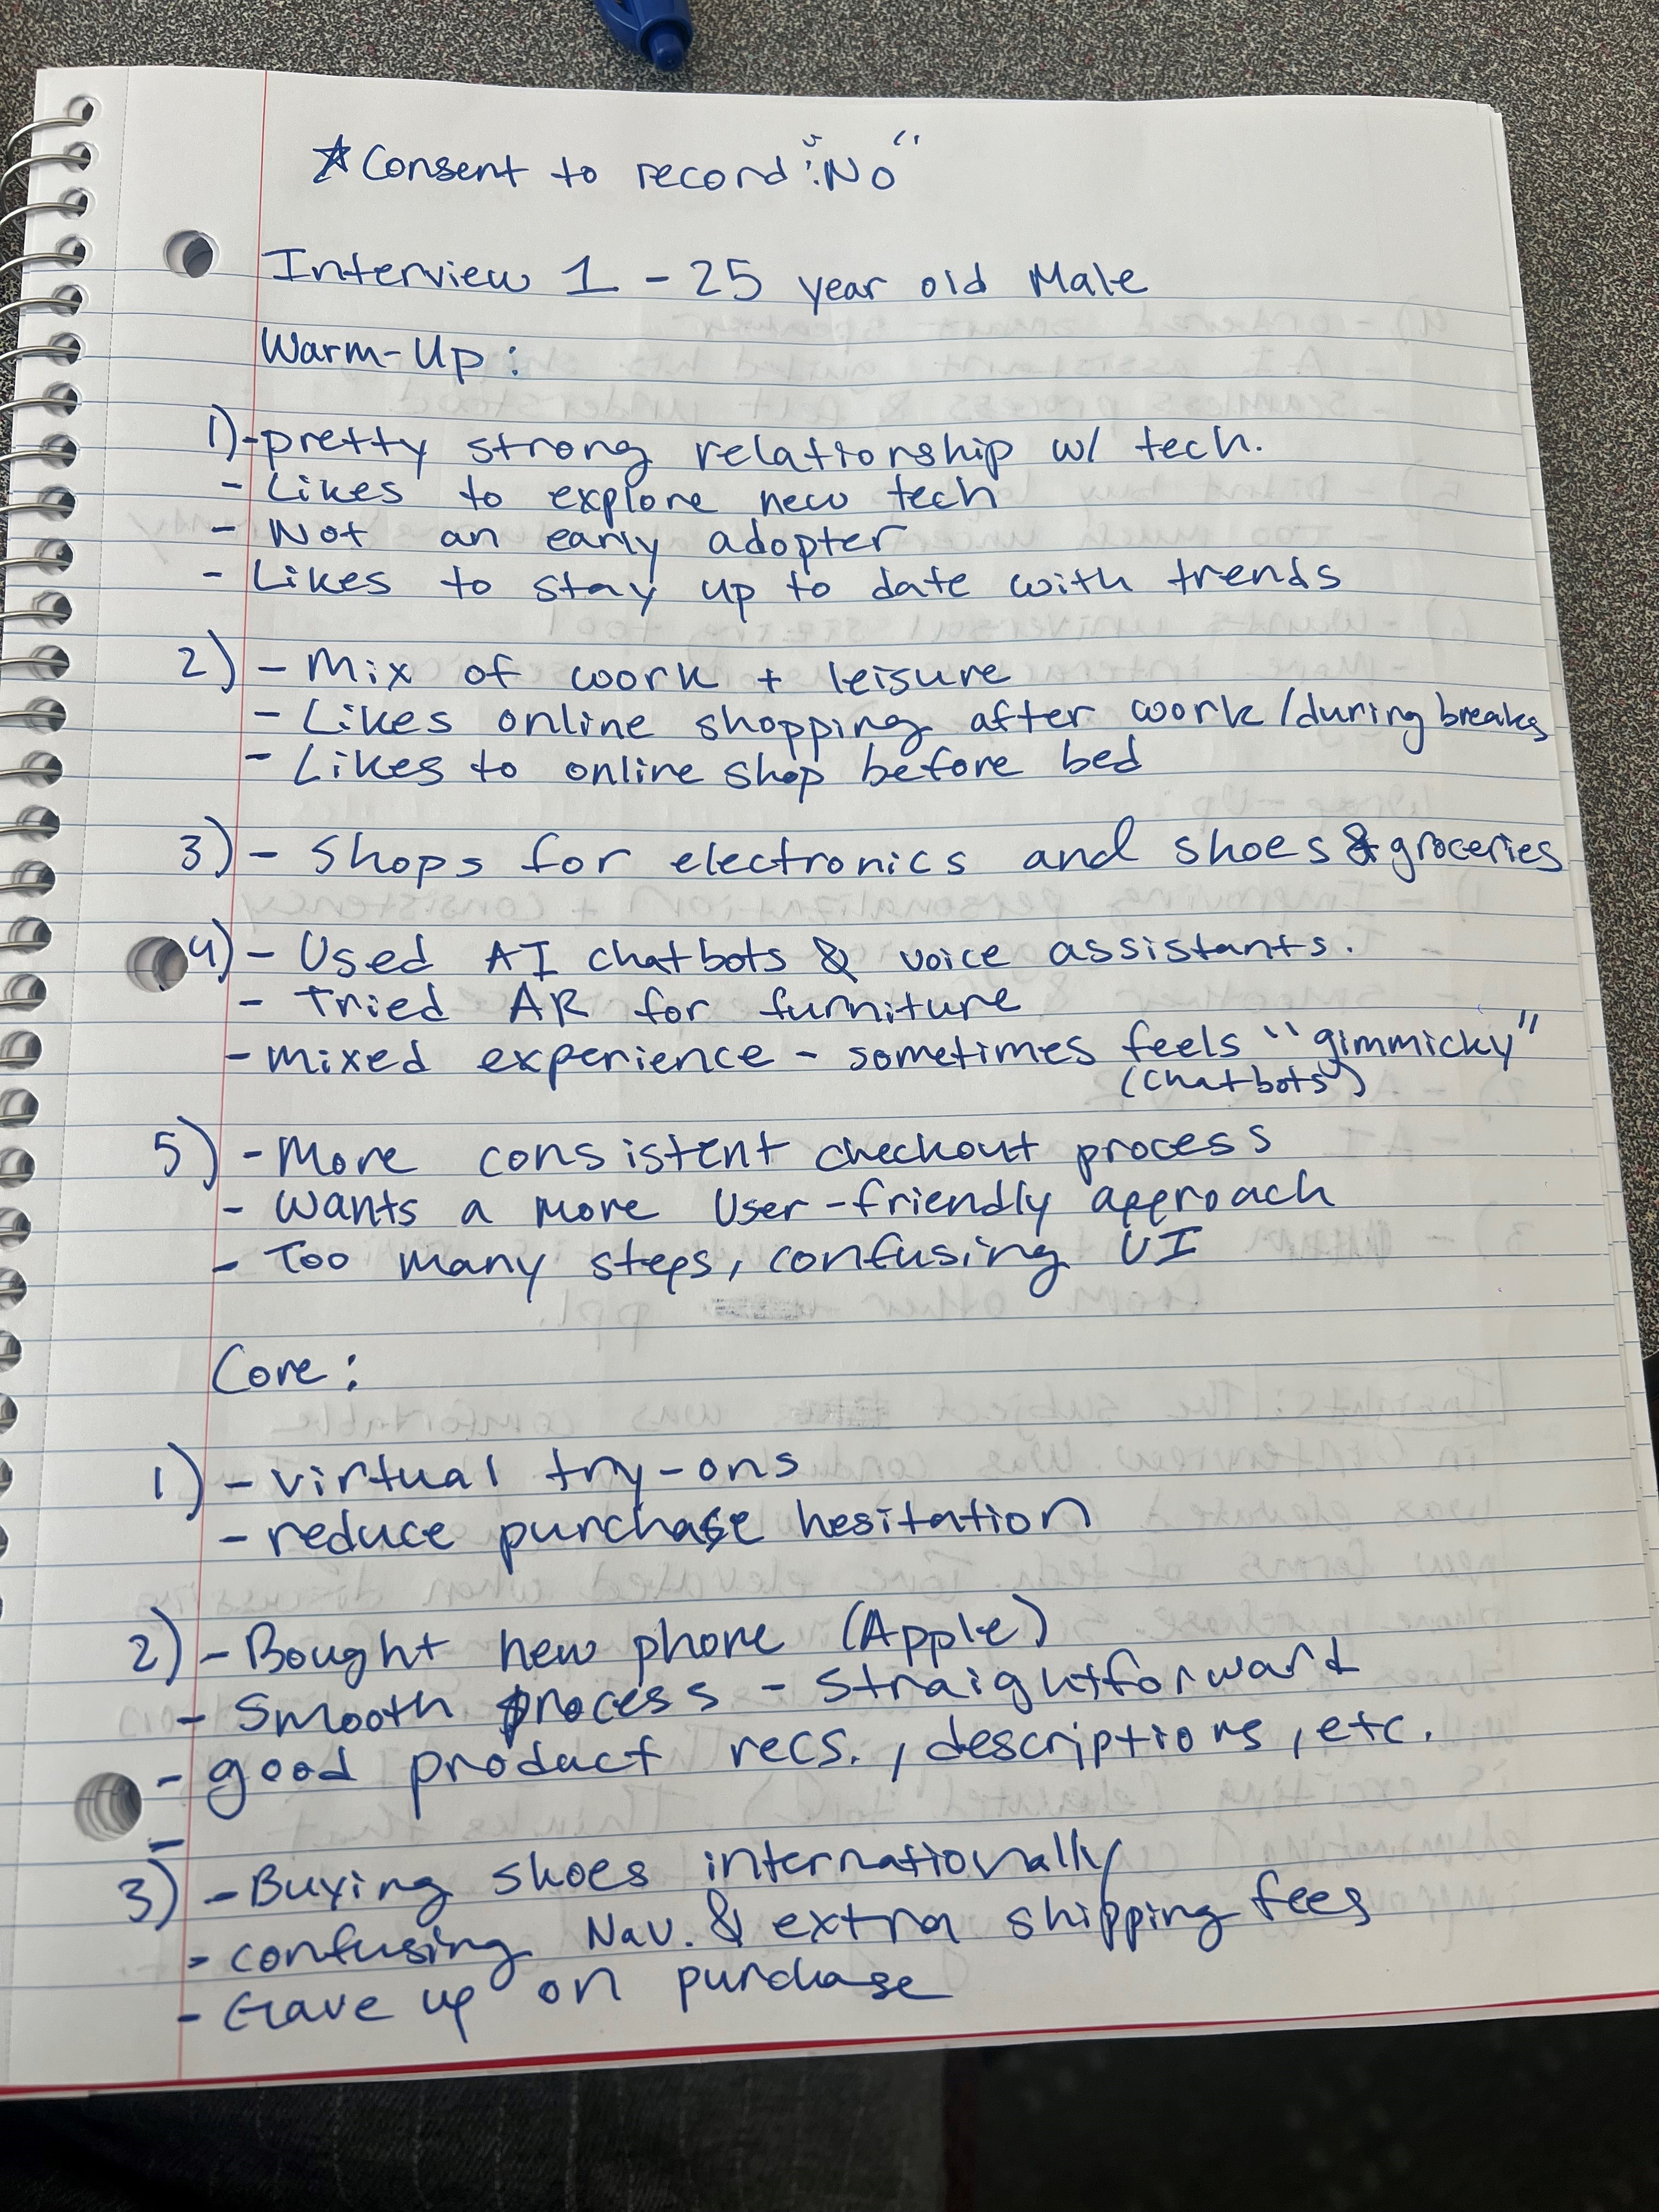 ☆ Consent to record: "No"
Interview 1 - 25 year old Male
Warm-Up:
1) - pretty strong relationship w/ tech.
- Likes to explore new tech
- Not an early adopter
- Likes to stay up to date with trends
2) - Mix of work + leisure
- Likes online shopping after work / during breaks
- Likes to online shop before bed
3) - Shops for electronics and shoes & groceries
4) - Used AI chatbots & voice assistants.
- Tried AR for furniture
- mixed experience - sometimes feels "gimmicky"
(chatbots)
5) - More consistent checkout process
- Wants a more User-friendly approach
- Too many steps, confusing UI
Core:
1) - virtual try-ons
- reduce purchase hesitation
2) - Bought new phone (Apple)
- Smooth process - Straightforward
- good product recs., descriptions, etc.
-
3) - Buying shoes internationally
- confusing Nav. & extra shipping fees
- Gave up on purchase